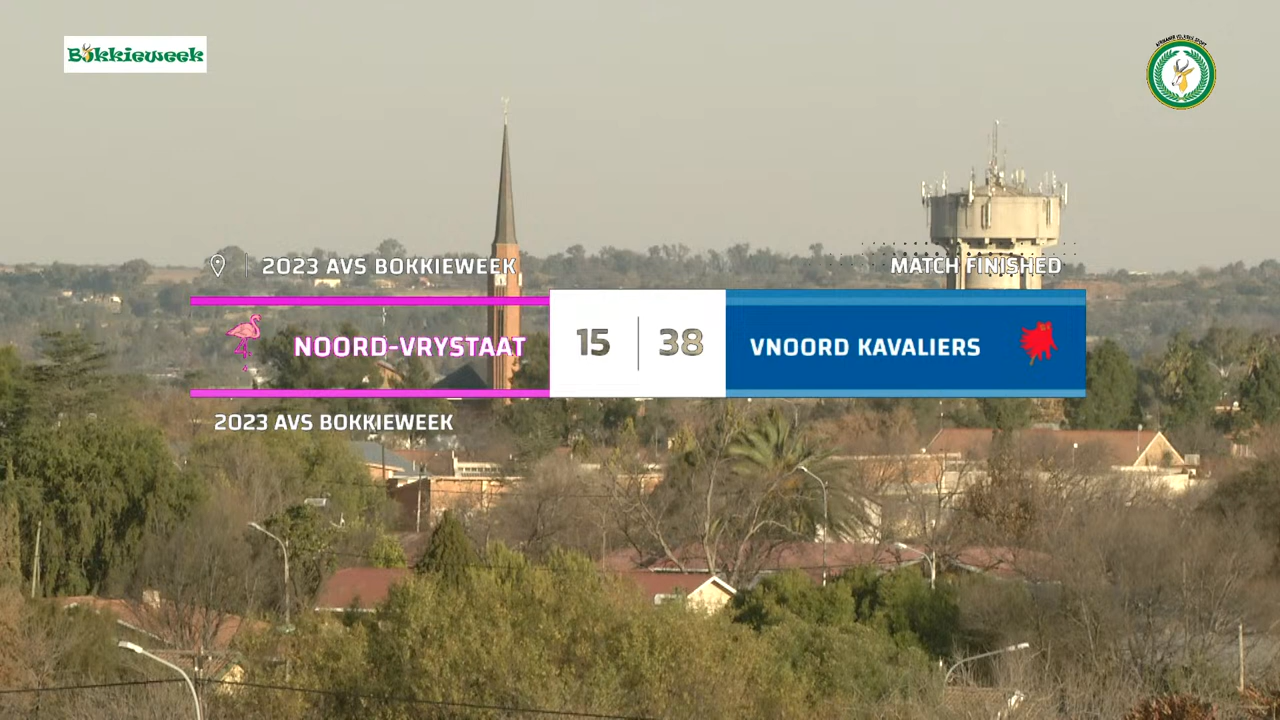 Bokkieweek
2023 AVS BOKKIEWEEK
MATCH FINISHED
NOORD-VRYSTAAT
15
38
VNOORD KAVALIERS
2023 AVS BOKKIEWEEK